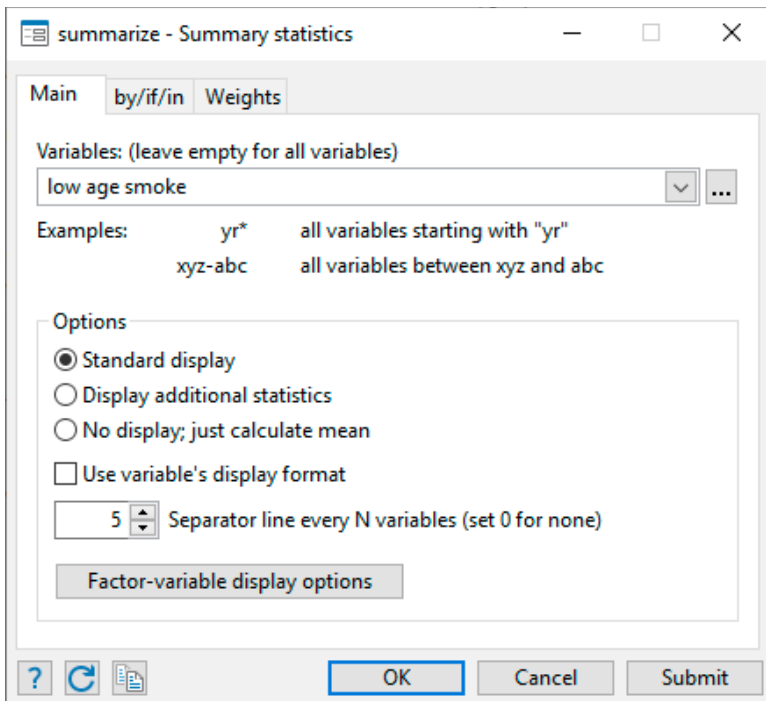 summarize - Summary statistics
Main by/if/in Weights
Variables: (leave empty for all variables)
low age smoke ...
Examples: yr* all variables starting with "yr"
xyz-abc all variables between xyz and abc
Options
Standard display
Display additional statistics
No display; just calculate mean
Use variable's display format
5 Separator line every N variables (set 0 for none)
Factor-variable display options
? OK Cancel Submit